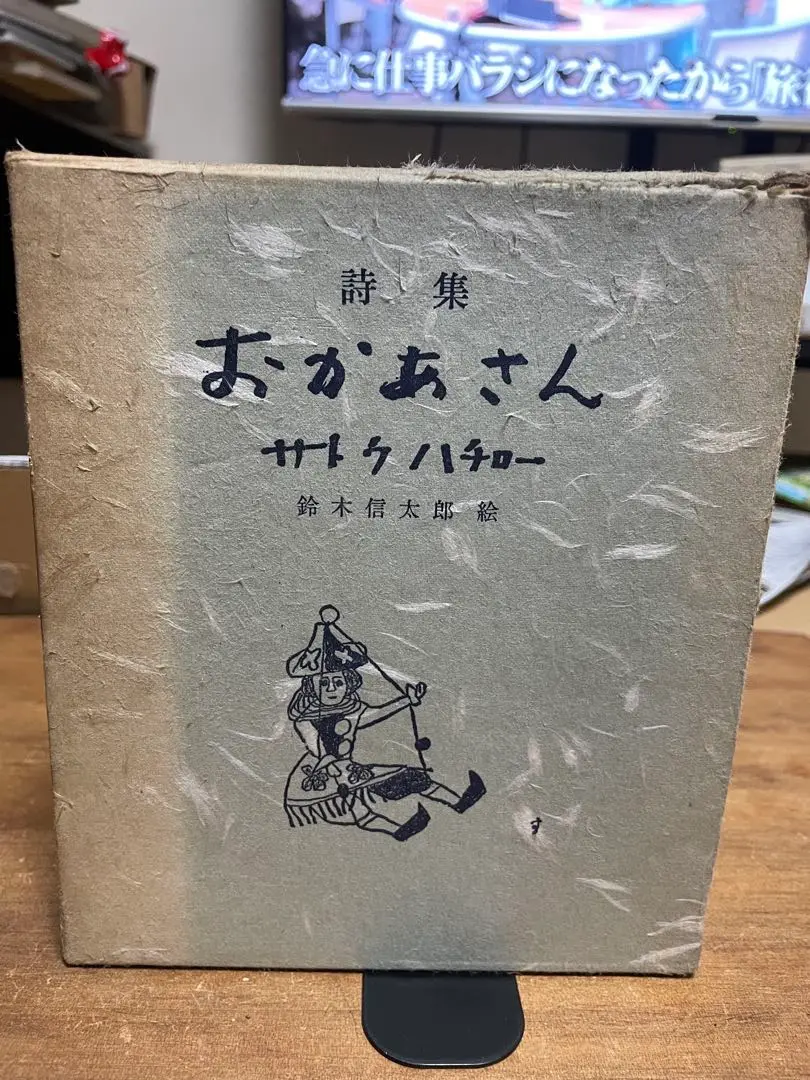 急に仕事バラシになったから「旅
詩集
おかあさん
サトウハチロー
鈴木信太郎 絵
す